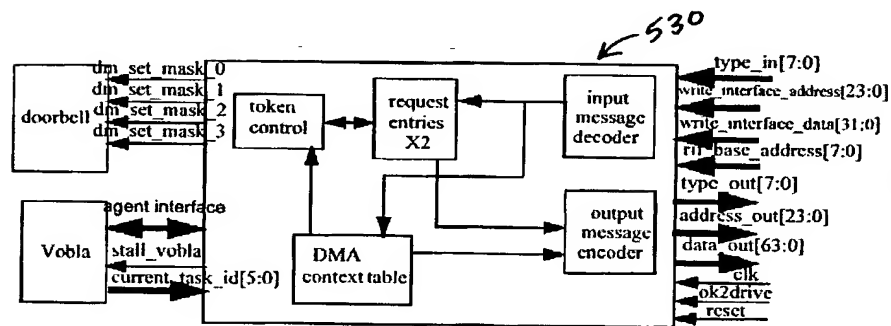 530
dm_set_mask_0
dm_set_mask_1
dm_set_mask_2
dm_set_mask_3
doorbell
token
control
request
entries
X2
input
message
decoder
type_in[7:0]
write_interface_address[23:0]
write_interface_data[31:0]
rif_base_address[7:0]
type_out[7:0]
address_out[23:0]
data_out[63:0]
clk
ok2drive
reset
agent interface
Vobla
stall_vobla
current_task_id[5:0]
DMA
context table
output
message
encoder